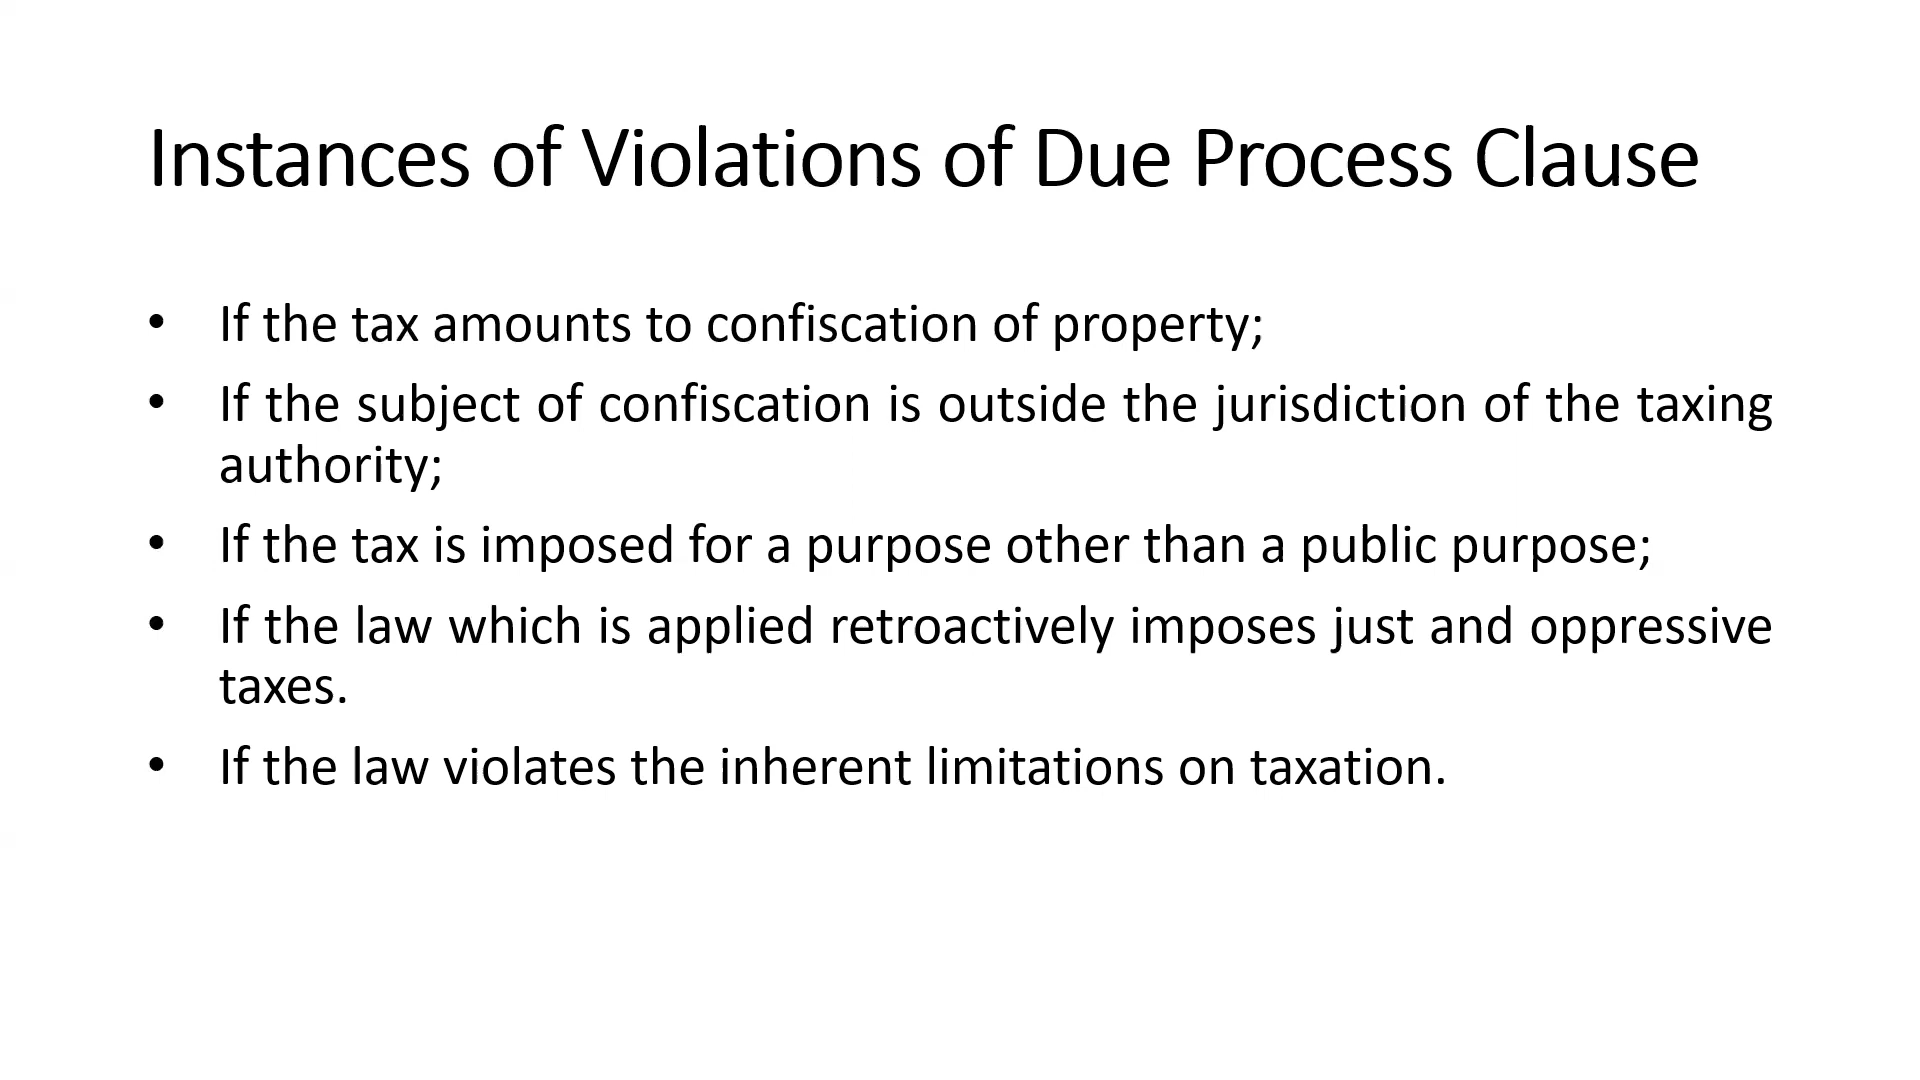 Instances of Violations of Due Process Clause
• If the tax amounts to confiscation of property;
• If the subject of confiscation is outside the jurisdiction of the taxing
authority;
• If the tax is imposed for a purpose other than a public purpose;
• If the law which is applied retroactively imposes just and oppressive
taxes.
• If the law violates the inherent limitations on taxation.